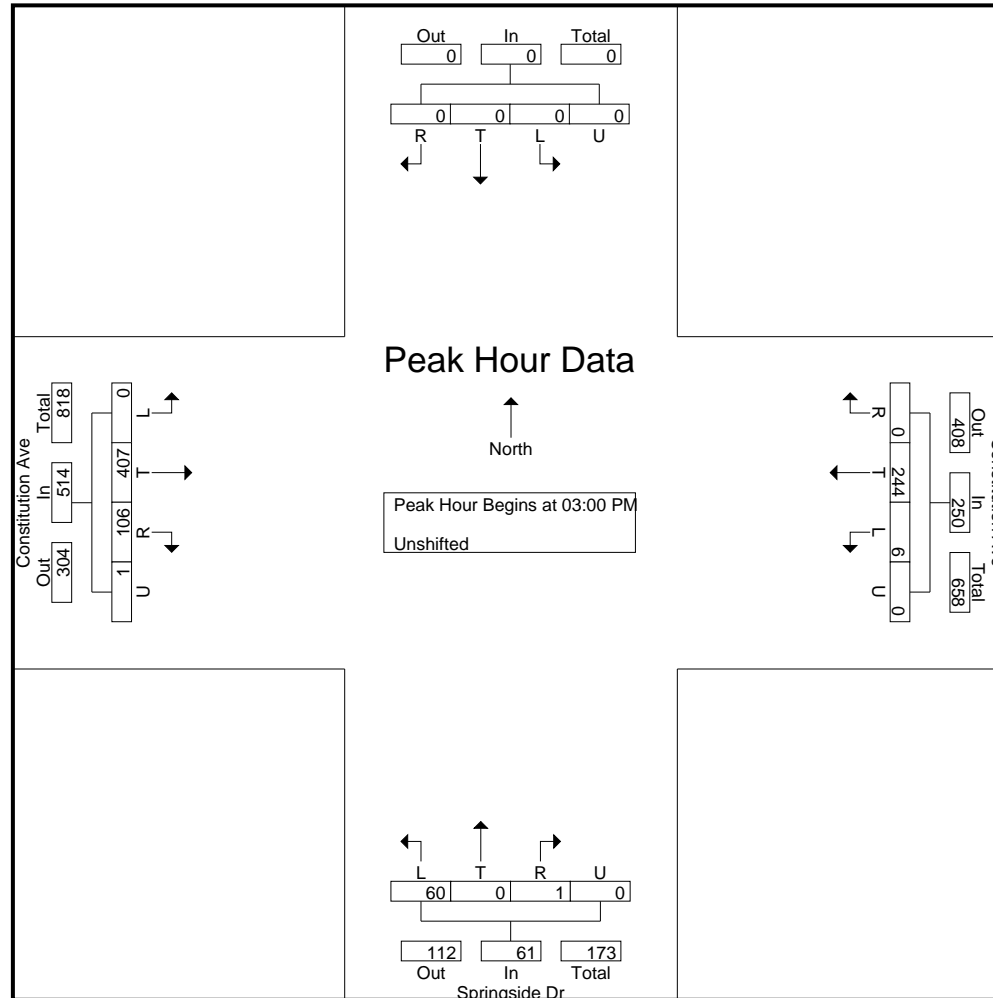 Out In Total
0 0 0
0 0 0 0
R T L U
Peak Hour Data
North
Peak Hour Begins at 03:00 PM
Unshifted
Constitution Ave
Total In Out
818 514 304
0 407 106 1
L T R U
Out In Total
408 250 658
R T L U
0 244 6 0
L T R U
60 0 1 0
112 61 173
Out In Total
Springside Dr